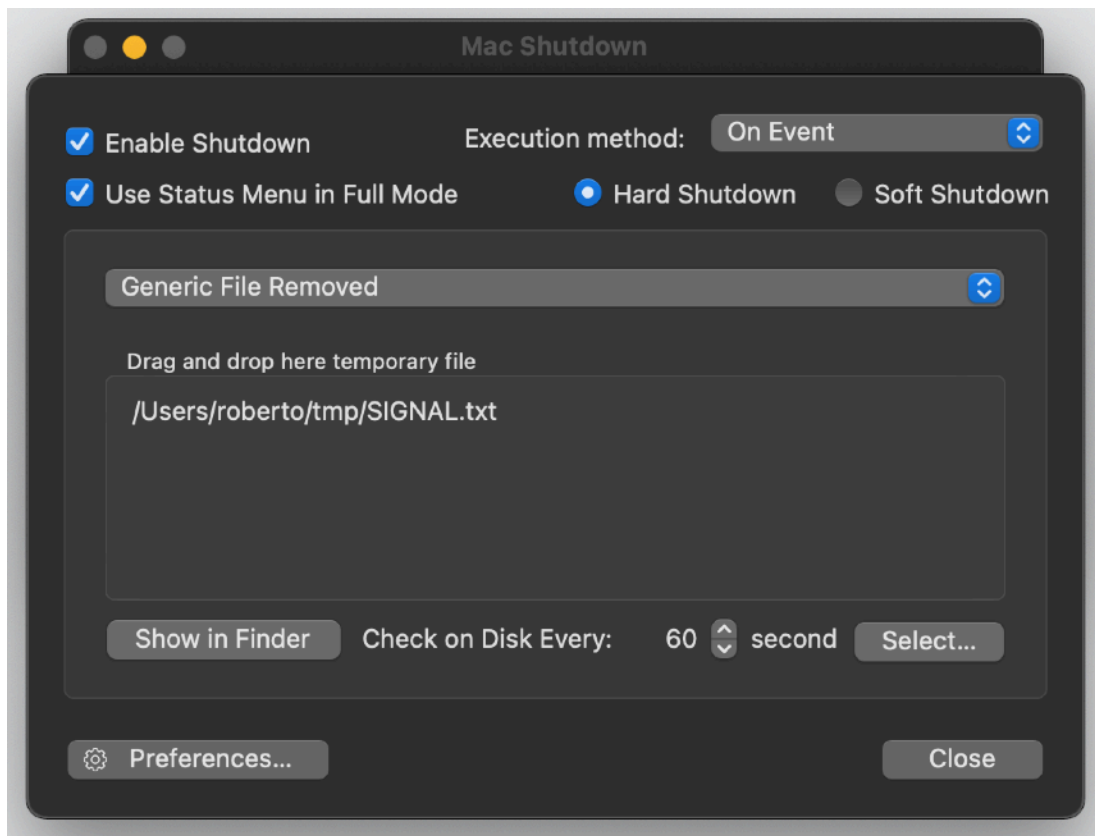 Mac Shutdown
Enable Shutdown
Execution method:
On Event
Use Status Menu in Full Mode
Hard Shutdown
Soft Shutdown
Generic File Removed
Drag and drop here temporary file
/Users/roberto/tmp/SIGNAL.txt
Show in Finder
Check on Disk Every:
60
second
Select...
Preferences...
Close